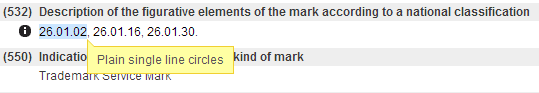 (532) Description of the figurative elements of the mark according to a national classification
26.01.02, 26.01.16, 26.01.30.
Plain single line circles
(550) Indicatio kind of mark
Trademark Service Mark